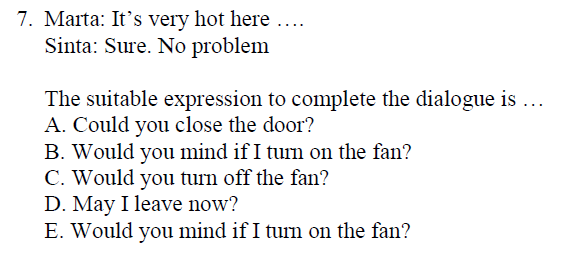 7. Marta: It’s very hot here ….
Sinta: Sure. No problem
The suitable expression to complete the dialogue is …
A. Could you close the door?
B. Would you mind if I turn on the fan?
C. Would you turn off the fan?
D. May I leave now?
E. Would you mind if I turn on the fan?